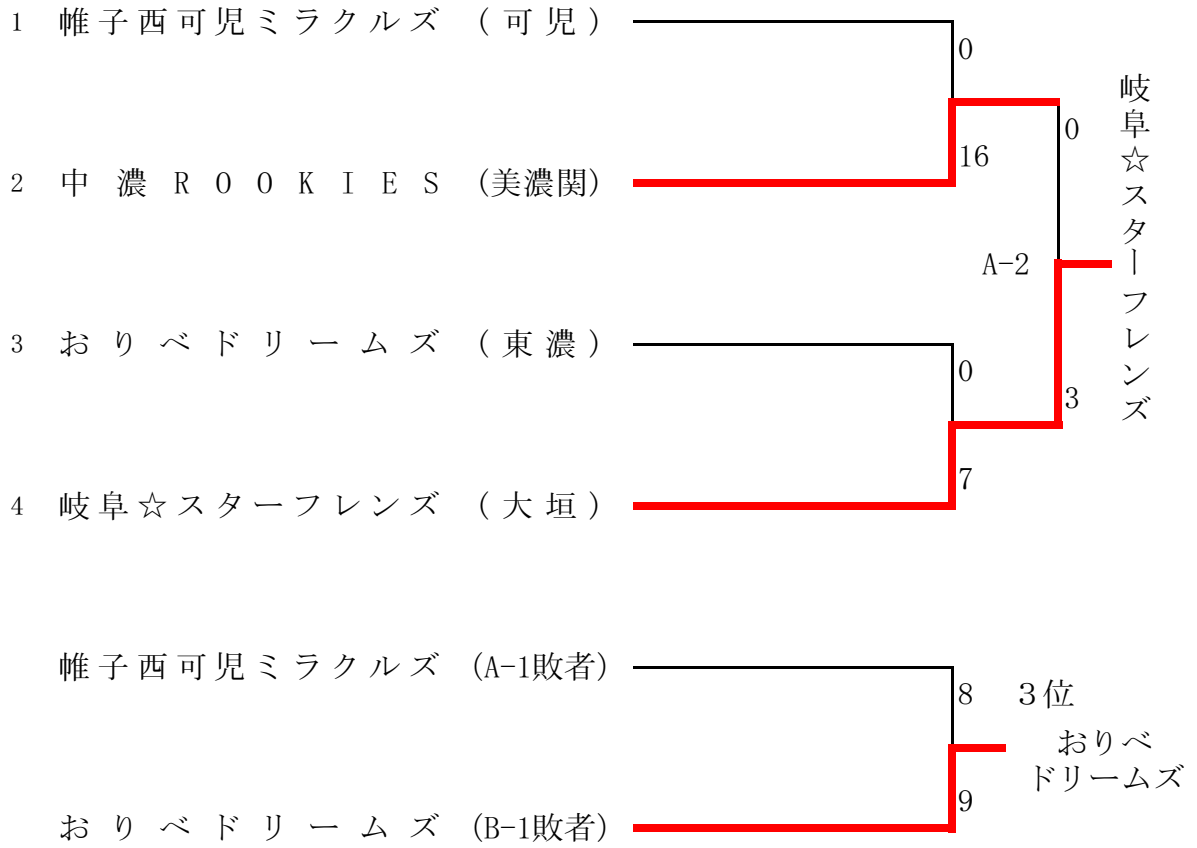 1 帷子西可児ミラクルズ (可児)
0
岐阜☆スターフレンズ
0
16
2 中濃ROOKIES (美濃関)
A-2
3 おりべドリームズ (東濃)
0
3
7
4 岐阜☆スターフレンズ (大垣)
帷子西可児ミラクルズ (A-1敗者)
8 3位
おりべ
ドリームズ
9
おりべドリームズ (B-1敗者)